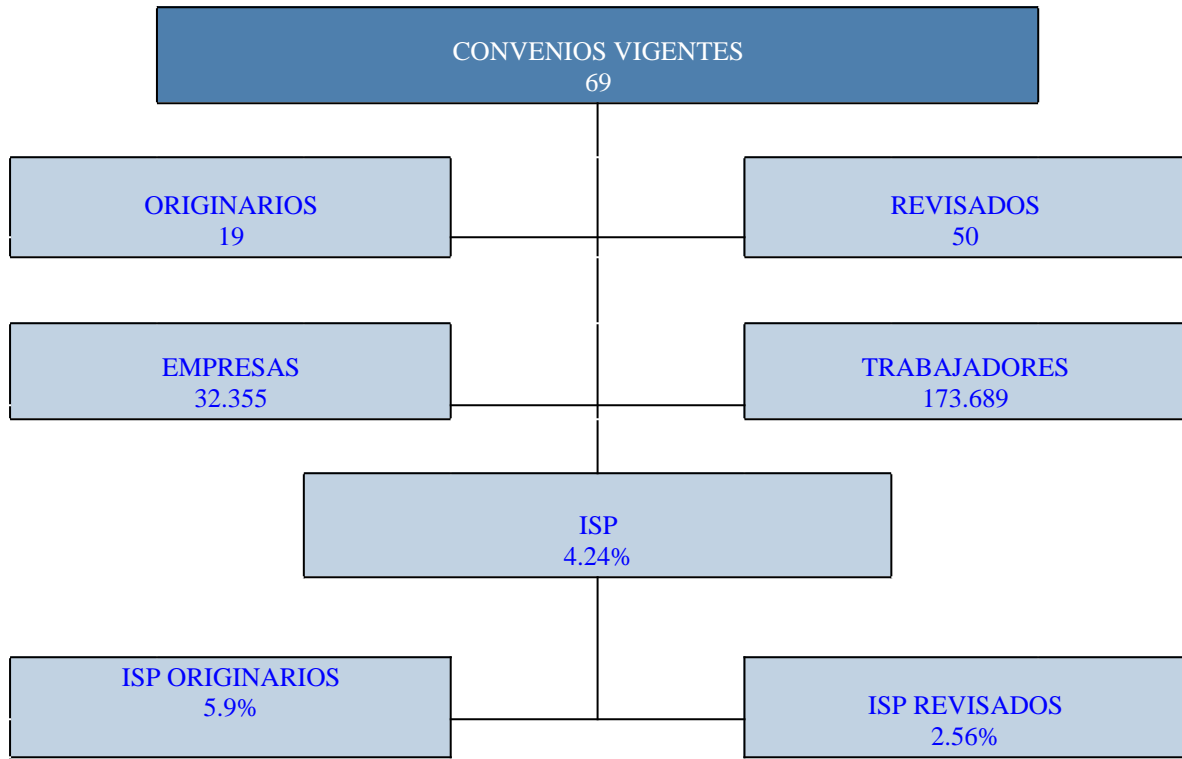 CONVENIOS VIGENTES
69
ORIGINARIOS
19
REVISADOS
50
EMPRESAS
32.355
TRABAJADORES
173.689
ISP
4.24%
ISP ORIGINARIOS
5.9%
ISP REVISADOS
2.56%